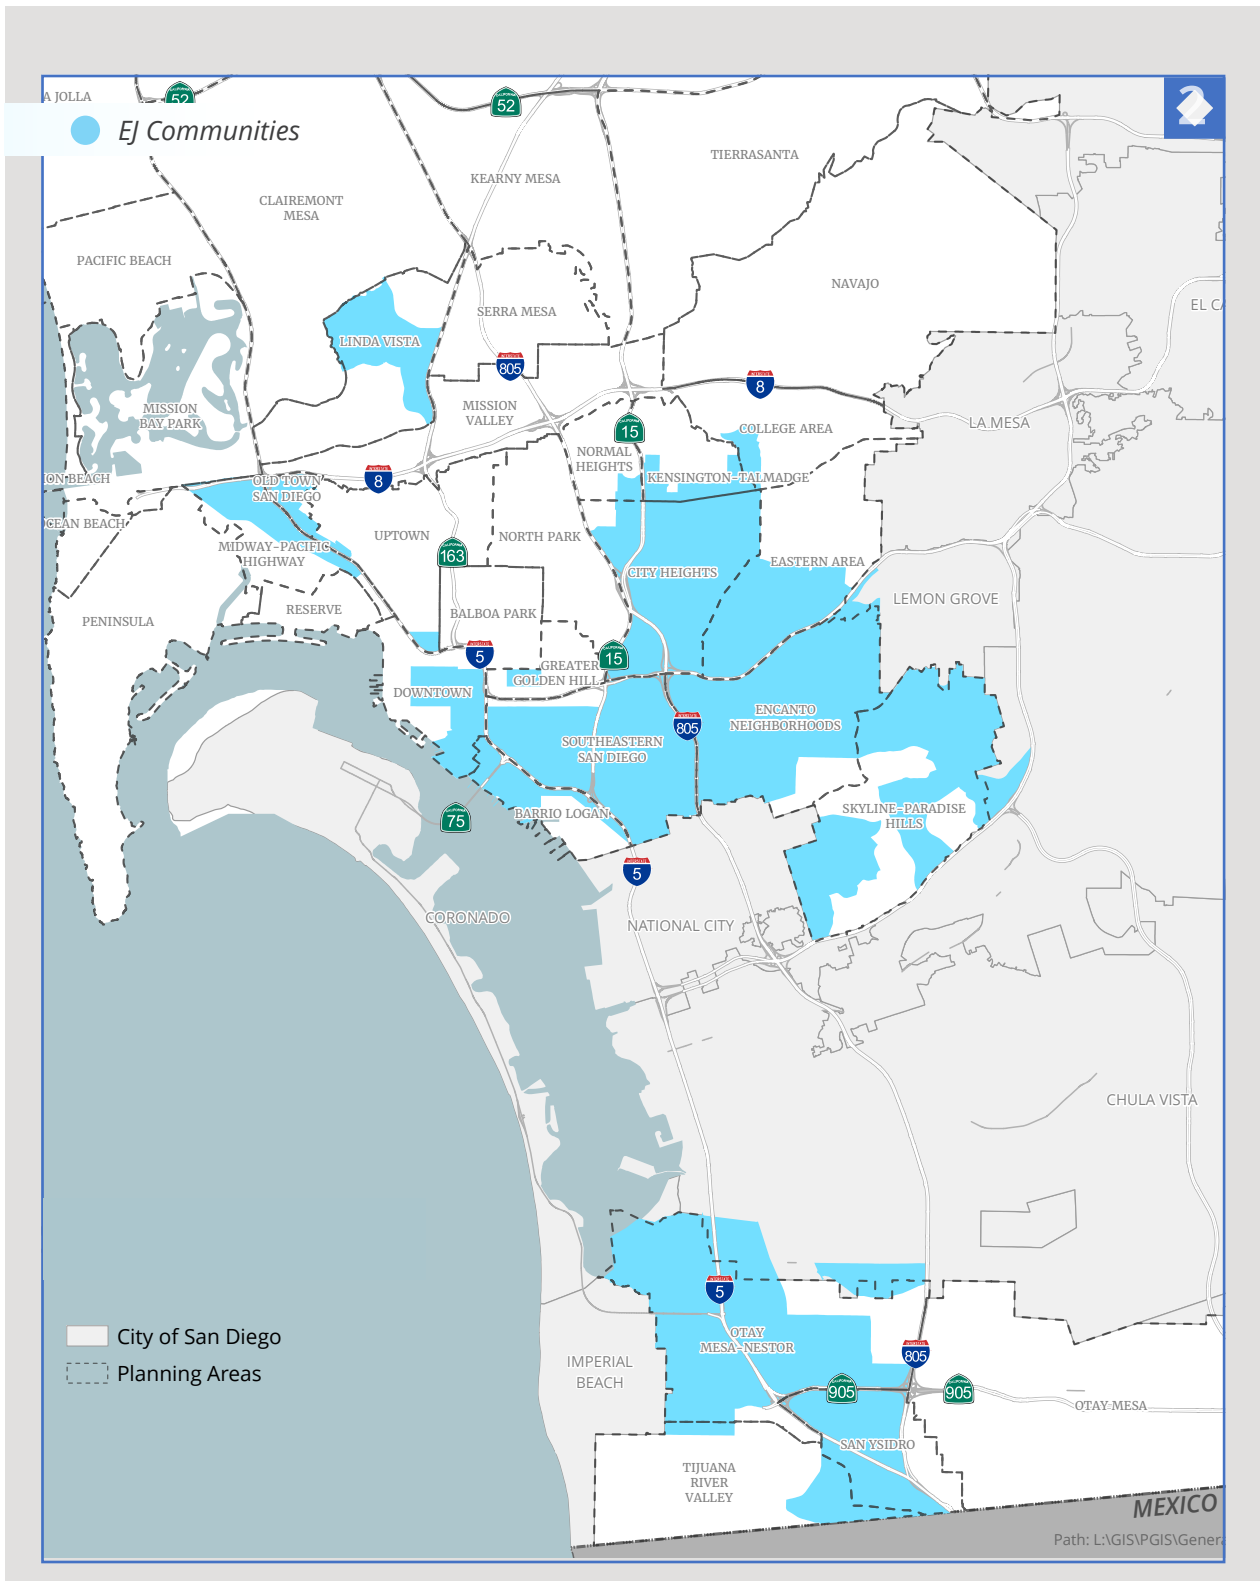 A JOLLA
52
52
2
EJ Communities
TIERRASANTA
KEARNY MESA
CLAIREMONT
MESA
PACIFIC BEACH
NAVAJO
EL CA
SERRA MESA
LINDA VISTA
805
8
MISSION
BAY PARK
MISSION
VALLEY
15
COLLEGE AREA
LA MESA
NORMAL
HEIGHTS
ON BEACH
8
OLD TOWN
SAN DIEGO
KENSINGTON-TALMADGE
CEAN BEACH
UPTOWN
NORTH PARK
163
MIDWAY-PACIFIC
HIGHWAY
CITY HEIGHTS
EASTERN AREA
LEMON GROVE
RESERVE
BALBOA PARK
PENINSULA
5
15
GREATER
GOLDEN HILL
DOWNTOWN
805
ENCANTO
NEIGHBORHOODS
SOUTHEASTERN
SAN DIEGO
75
BARRIO LOGAN
SKYLINE-PARADISE
HILLS
5
CORONADO
NATIONAL CITY
CHULA VISTA
5
City of San Diego
Planning Areas
OTAY
MESA-NESTOR
805
IMPERIAL
BEACH
905
905
OTAY MESA
SAN YSIDRO
TIJUANA
RIVER
VALLEY
MEXICO
Path: L:\GIS\PGIS\Genera